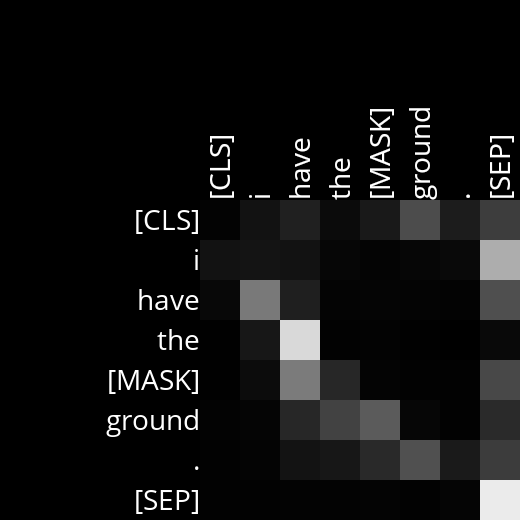 [CLS]
i
have
the
[MASK]
ground
.
[SEP]
[CLS]
i
have
the
[MASK]
ground
.
[SEP]